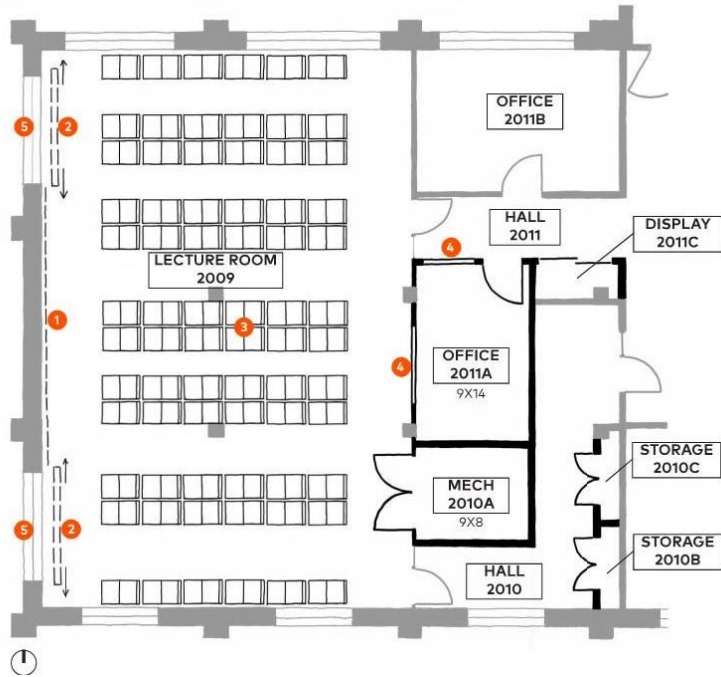 OFFICE
2011B
5
2
HALL
2011
DISPLAY
2011C
4
LECTURE ROOM
2009
1
3
4
OFFICE
2011A
9X14
STORAGE
2010C
MECH
2010A
9X8
5
2
STORAGE
2010B
HALL
2010